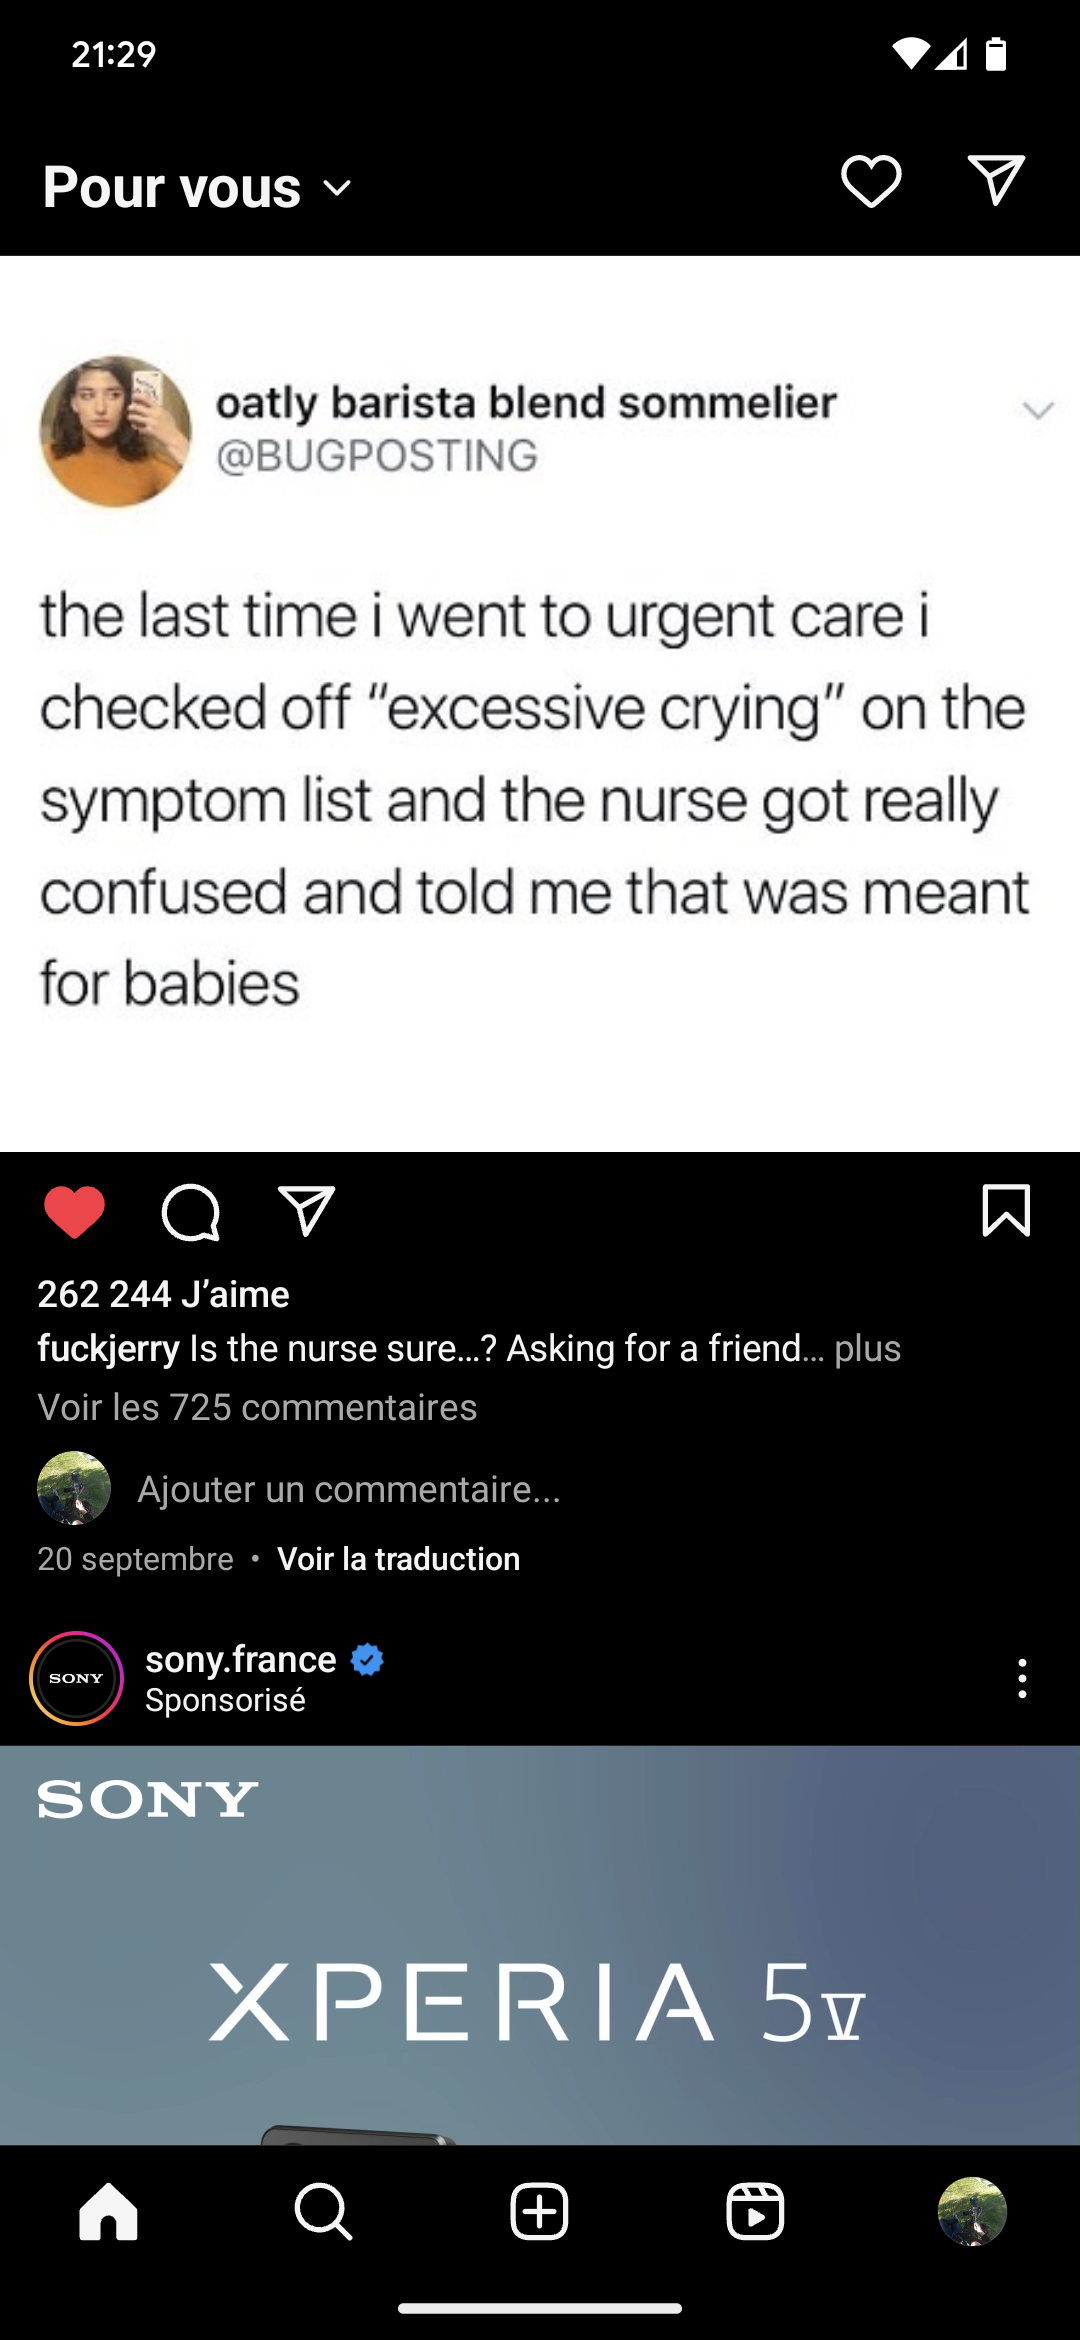 21:29
Pour vous
oatly barista blend sommelier
@BUGPOSTING
the last time i went to urgent care i
checked off “excessive crying” on the
symptom list and the nurse got really
confused and told me that was meant
for babies
262 244 J’aime
fuckjerry Is the nurse sure...? Asking for a friend... plus
Voir les 725 commentaires
Ajouter un commentaire...
20 septembre • Voir la traduction
SONY
sony.france
Sponsorisé
SONY
XPERIA 5 V